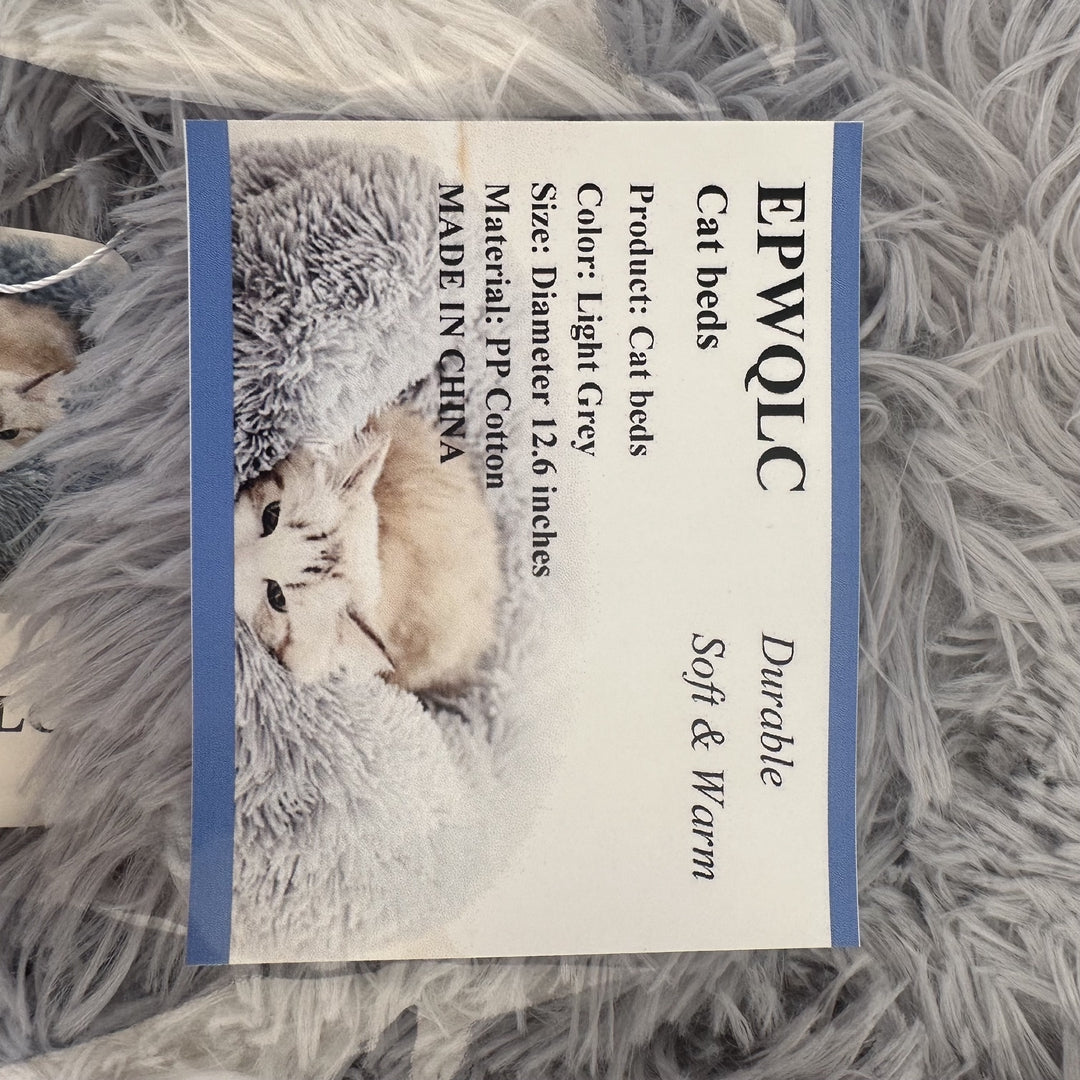 EPWQLC
Durable
Cat beds
Soft & Warm
Product: Cat beds
Color: Light Grey
Size: Diameter 12.6 inches
Material: PP Cotton
MADE IN CHINA